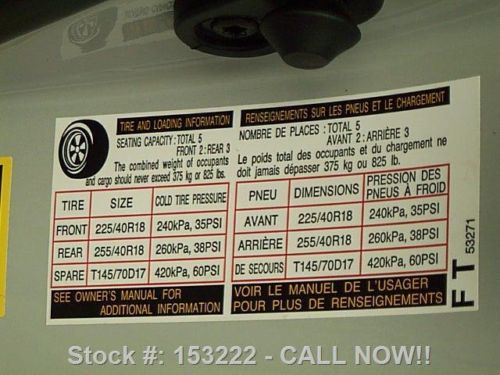 TIRE AND LOADING INFORMATION
SEATING CAPACITY: TOTAL 5
FRONT 2: REAR 3
The combined weight of occupants
and cargo should never exceed 375 kg or 825 lbs.
TIRE SIZE COLD TIRE PRESSURE
FRONT 225/40R18 240kPa, 35PSI
REAR 255/40R18 260kPa, 38PSI
SPARE T145/70D17 420kPa, 60PSI
SEE OWNER'S MANUAL FOR
ADDITIONAL INFORMATION
RENSEIGNEMENTS SUR LES PNEUS ET LE CHARGEMENT
NOMBRE DE PLACES : TOTAL 5
AVANT 2 : ARRIÈRE 3
Le poids total des occupants et du chargement ne
doit jamais dépasser 375 kg ou 825 lb.
PNEU DIMENSIONS PRESSION DES
PNEUS À FROID
AVANT 225/40R18 240kPa, 35PSI
ARRIÈRE 255/40R18 260kPa, 38PSI
DE SECOURS T145/70D17 420kPa, 60PSI
VOIR LE MANUEL DE L'USAGER
POUR PLUS DE RENSEIGNEMENTS
FT 53271
Stock #: 153222 - CALL NOW!!